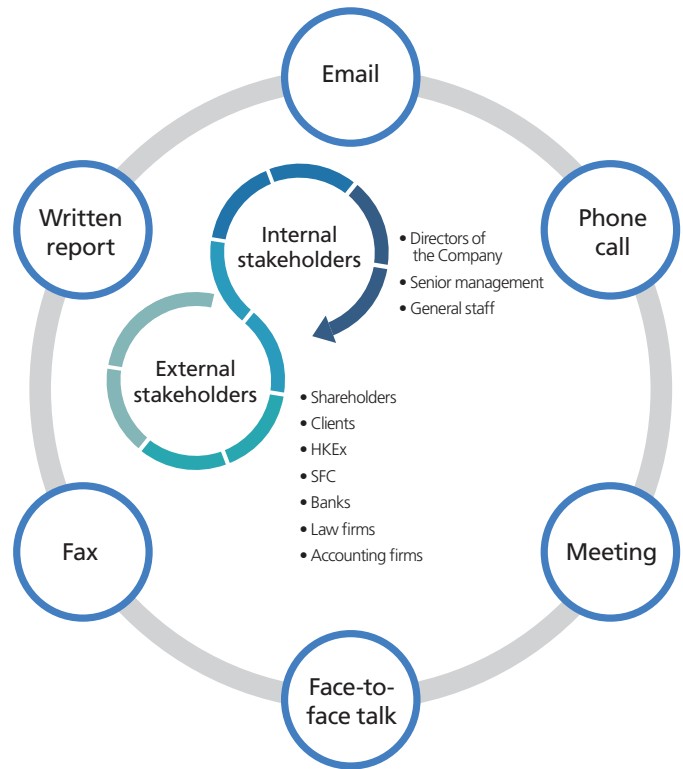 Email
Written
report
Phone
call
Internal
stakeholders
• Directors of
the Company
• Senior management
• General staff
External
stakeholders
• Shareholders
• Clients
• HKEx
• SFC
• Banks
• Law firms
• Accounting firms
Fax
Meeting
Face-to-
face talk